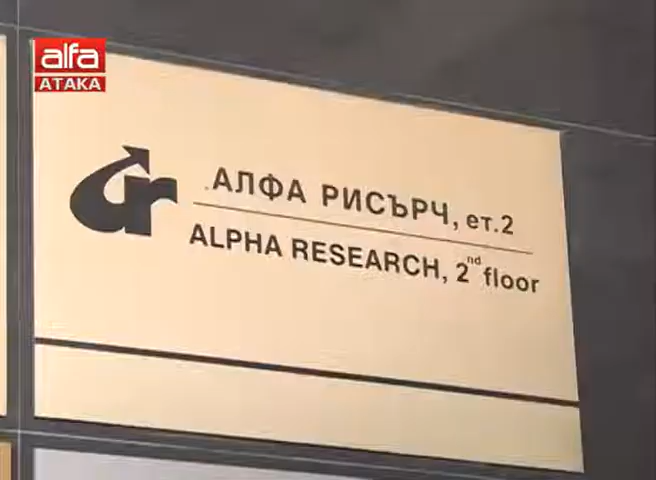 alfa
АТАКА
АЛФА РИСЪРЧ, ет.2
ALPHA RESEARCH, 2nd floor